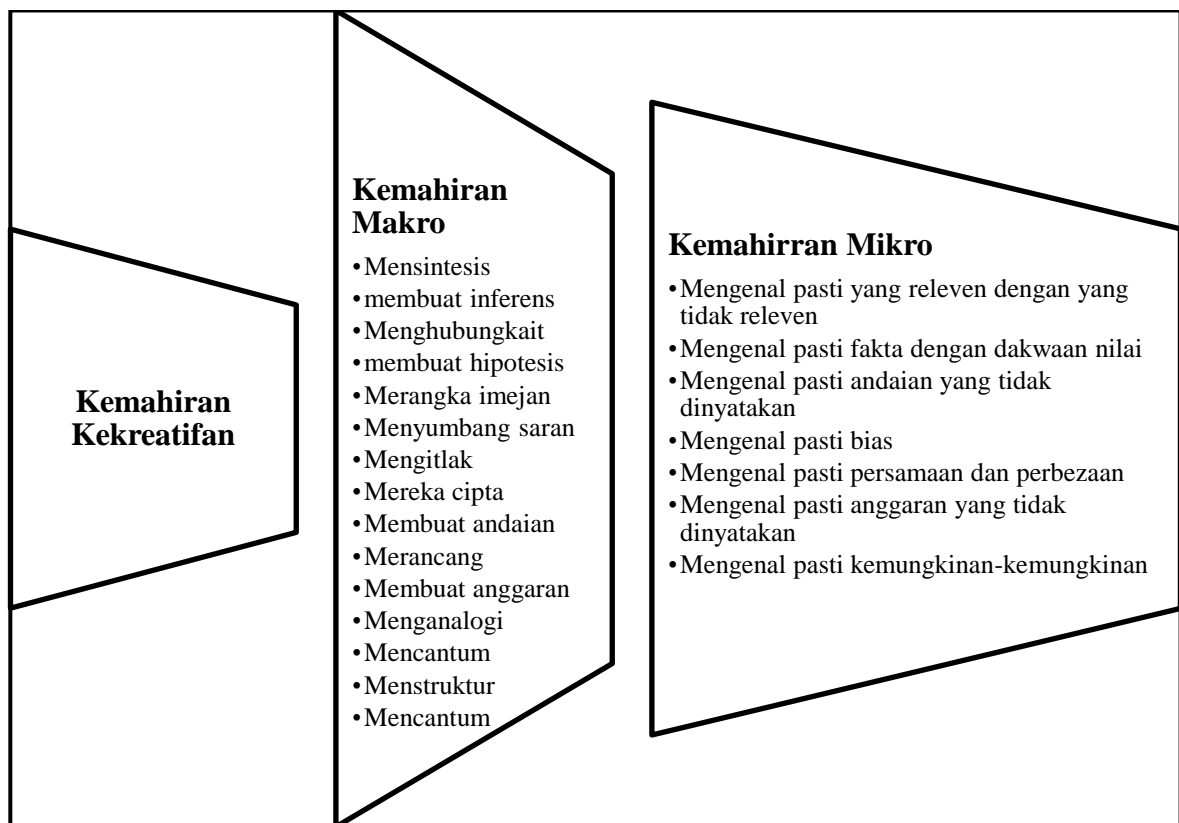 Kemahiran
Kekreatifan
Kemahiran
Makro
•Mensintesis
•membuat inferens
•Menghubungkait
•membuat hipotesis
•Merangka imejan
•Menyumbang saran
•Mengitlak
•Mereka cipta
•Membuat andaian
•Merancang
•Membuat anggaran
•Menganalogi
•Mencantum
•Menstruktur
•Mencantum
Kemahirran Mikro
•Mengenal pasti yang releven dengan yang
tidak releven
•Mengenal pasti fakta dengan dakwaan nilai
•Mengenal pasti andaian yang tidak
dinyatakan
•Mengenal pasti bias
•Mengenal pasti persamaan dan perbezaan
•Mengenal pasti anggaran yang tidak
dinyatakan
•Mengenal pasti kemungkinan-kemungkinan